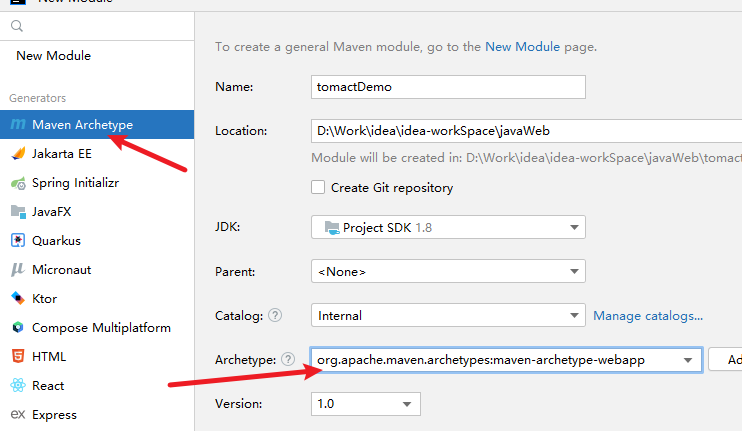 New Module
New Module
To create a general Maven module, go to the New Module page.
Name: tomactDemo
Generators
Maven Archetype
Location: D:\Work\idea\idea-workSpace\javaWeb
Jakarta EE
Module will be created in: D:\Work\idea\idea-workSpace\javaWeb\tomact
Spring Initializr
Create Git repository
JavaFX
JDK: Project SDK 1.8
Quarkus
Micronaut
Parent: <None>
Ktor
Catalog: ? Internal Manage catalogs...
Compose Multiplatform
HTML
Archetype: ? org.apache.maven.archetypes:maven-archetype-webapp Ad
React
Version: 1.0
ex Express